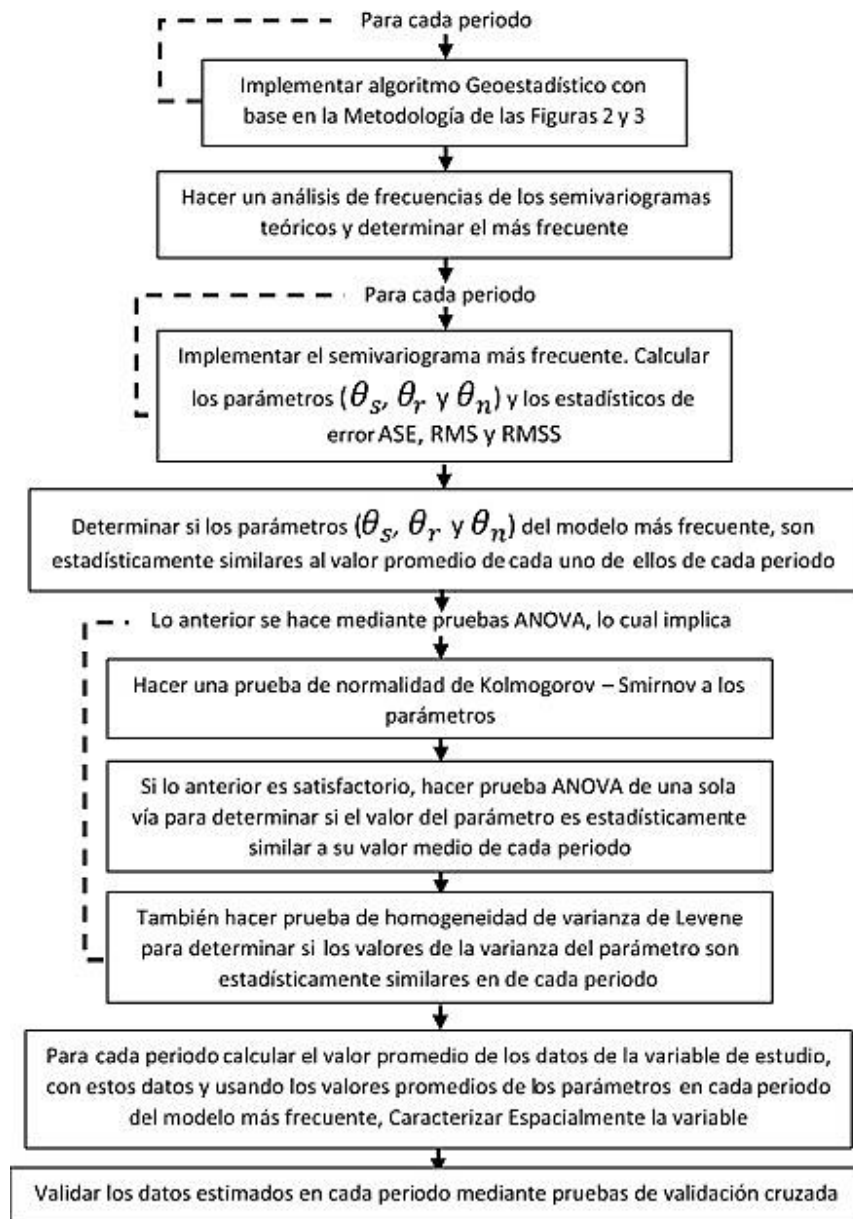 Para cada periodo
Implementar algoritmo Geoestadístico con
base en la Metodología de las Figuras 2 y 3
Hacer un análisis de frecuencias de los semivariogramas
teóricos y determinar el más frecuente
Para cada periodo
Implementar el semivariograma más frecuente. Calcular
los parámetros (θs, θr y θn) y los estadísticos de
error ASE, RMS y RMSS
Determinar si los parámetros (θs, θr y θn) del modelo más frecuente, son
estadísticamente similares al valor promedio de cada uno de ellos de cada periodo
Lo anterior se hace mediante pruebas ANOVA, lo cual implica
Hacer una prueba de normalidad de Kolmogorov – Smirnov a los
parámetros
Si lo anterior es satisfactorio, hacer prueba ANOVA de una sola
vía para determinar si el valor del parámetro es estadísticamente
similar a su valor medio de cada periodo
También hacer prueba de homogeneidad de varianza de Levene
para determinar si los valores de la varianza del parámetro son
estadísticamente similares en de cada periodo
Para cada periodo calcular el valor promedio de los datos de la variable de estudio,
con estos datos y usando los valores promedios de los parámetros en cada periodo
del modelo más frecuente, Caracterizar Espacialmente la variable
Validar los datos estimados en cada periodo mediante pruebas de validación cruzada